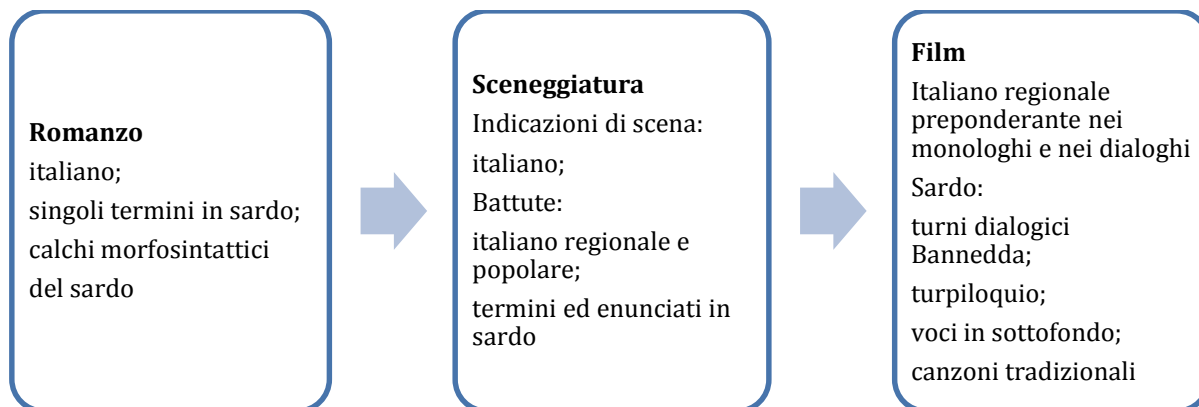 Romanzo
italiano;
singoli termini in sardo;
calchi morfosintattici
del sardo
Sceneggiatura
Indicazioni di scena:
italiano;
Battute:
italiano regionale e
popolare;
termini ed enunciati in
sardo
Film
Italiano regionale
preponderante nei
monologhi e nei dialoghi
Sardo:
turni dialogici
Bannedda;
turpiloquio;
voci in sottofondo;
canzoni tradizionali